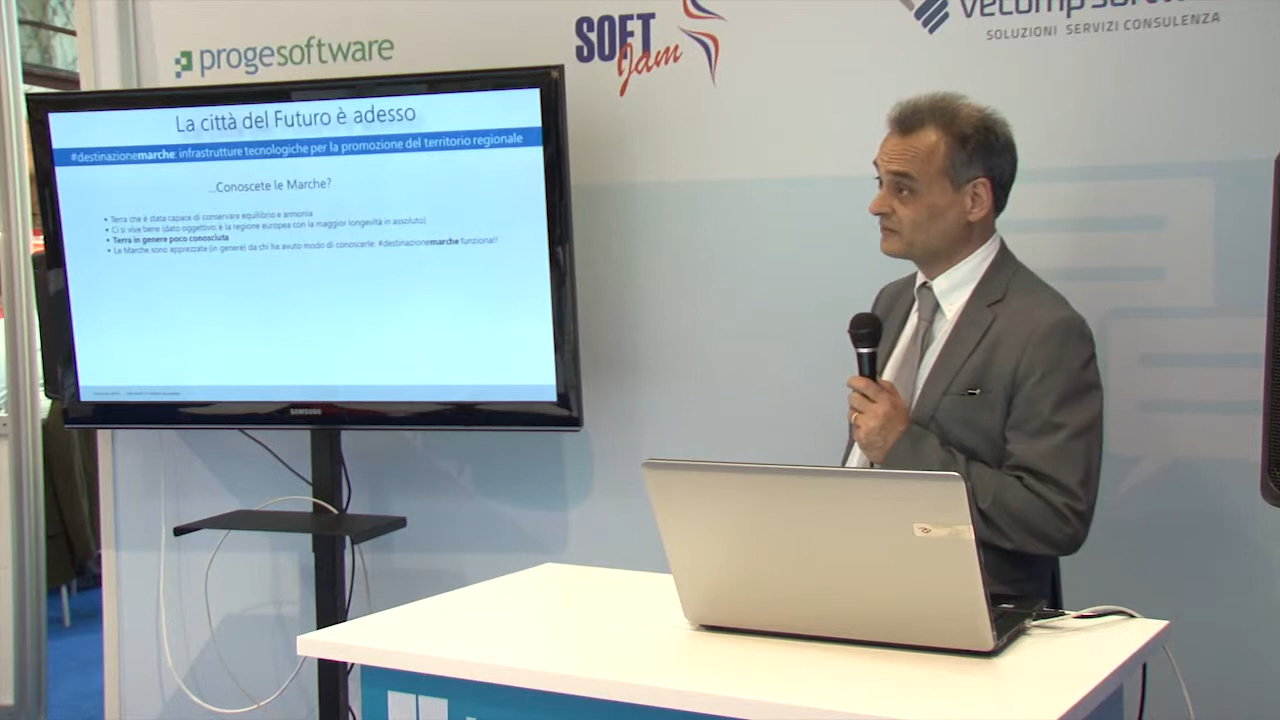 progesoftware
SOFT
Jam
SOLUZIONI SERVIZI CONSULENZA
La città del Futuro è adesso
#destinazionemarche: infrastrutture tecnologiche per la promozione del territorio regionale
...Conoscete le Marche?
• Terra che è stata capace di conservare equilibrio e armonia
• Ci si vive bene (dato oggettivo: è la regione europea con la maggior longevità in assoluto)
• Terra in genere poco conosciuta
• Le Marche sono apprezzate (in genere) da chi ha avuto modo di conoscerle: #destinazionemarche funziona!!
SAMSUNG